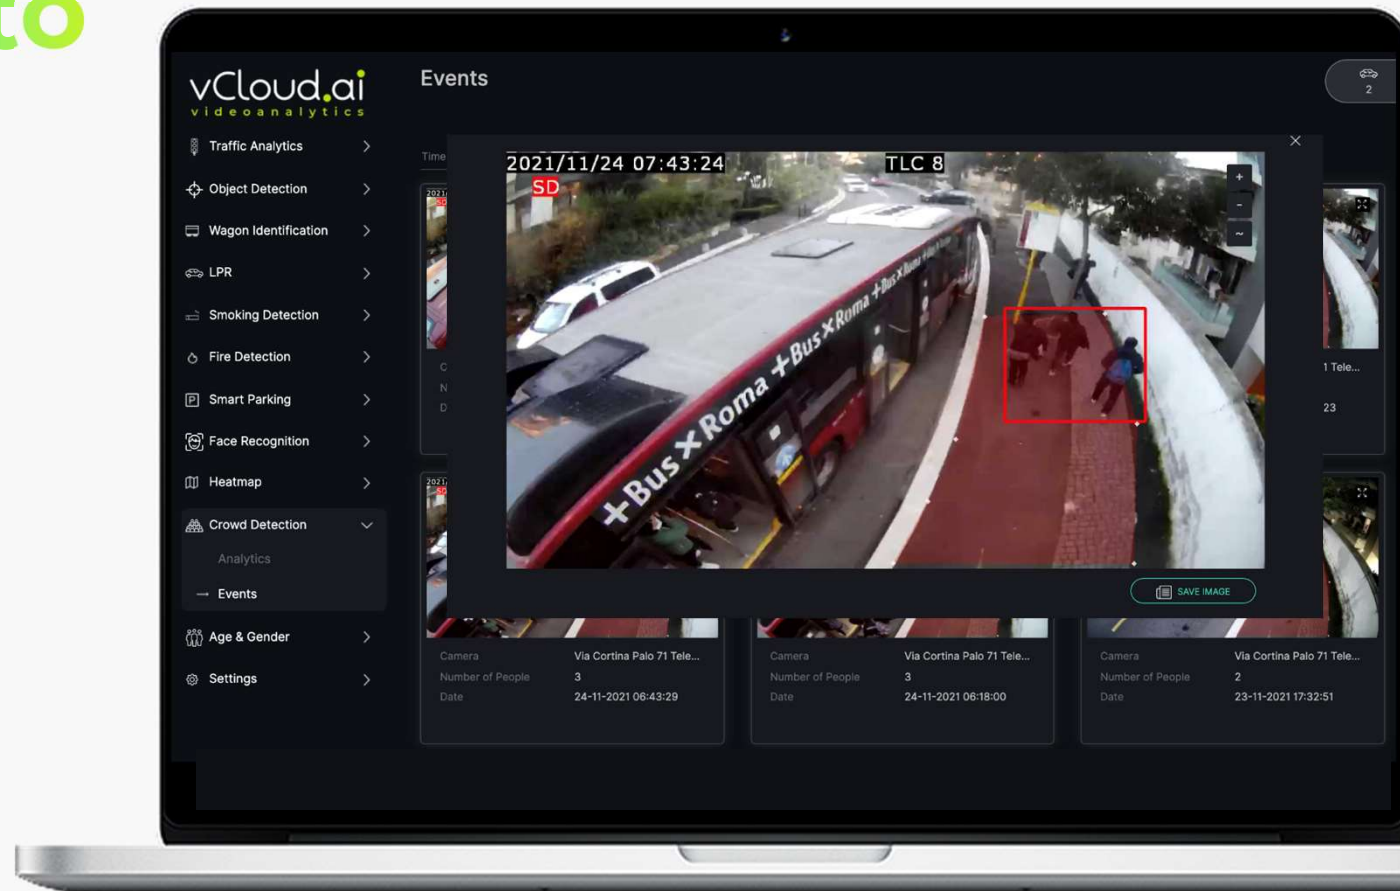 to
vCloud.ai
videoanalytics
Events
2
Traffic Analytics
Object Detection
Wagon Identification
LPR
Smoking Detection
Fire Detection
P
Smart Parking
Face Recognition
Heatmap
Crowd Detection
Analytics
Events
Age & Gender
Settings
Time
2021/11/24 07:43:24
SD
TLC 8
+
-
~
+Bus X Roma +Bus X Roma +Bus X Roma
SAVE IMAGE
1 Tele...
23
Camera Via Cortina Palo 71 Tele...
Number of People 3
Date 24-11-2021 06:43:29
Camera Via Cortina Palo 71 Tele...
Number of People 3
Date 24-11-2021 06:18:00
Camera Via Cortina Palo 71 Tele...
Number of People 2
Date 23-11-2021 17:32:51